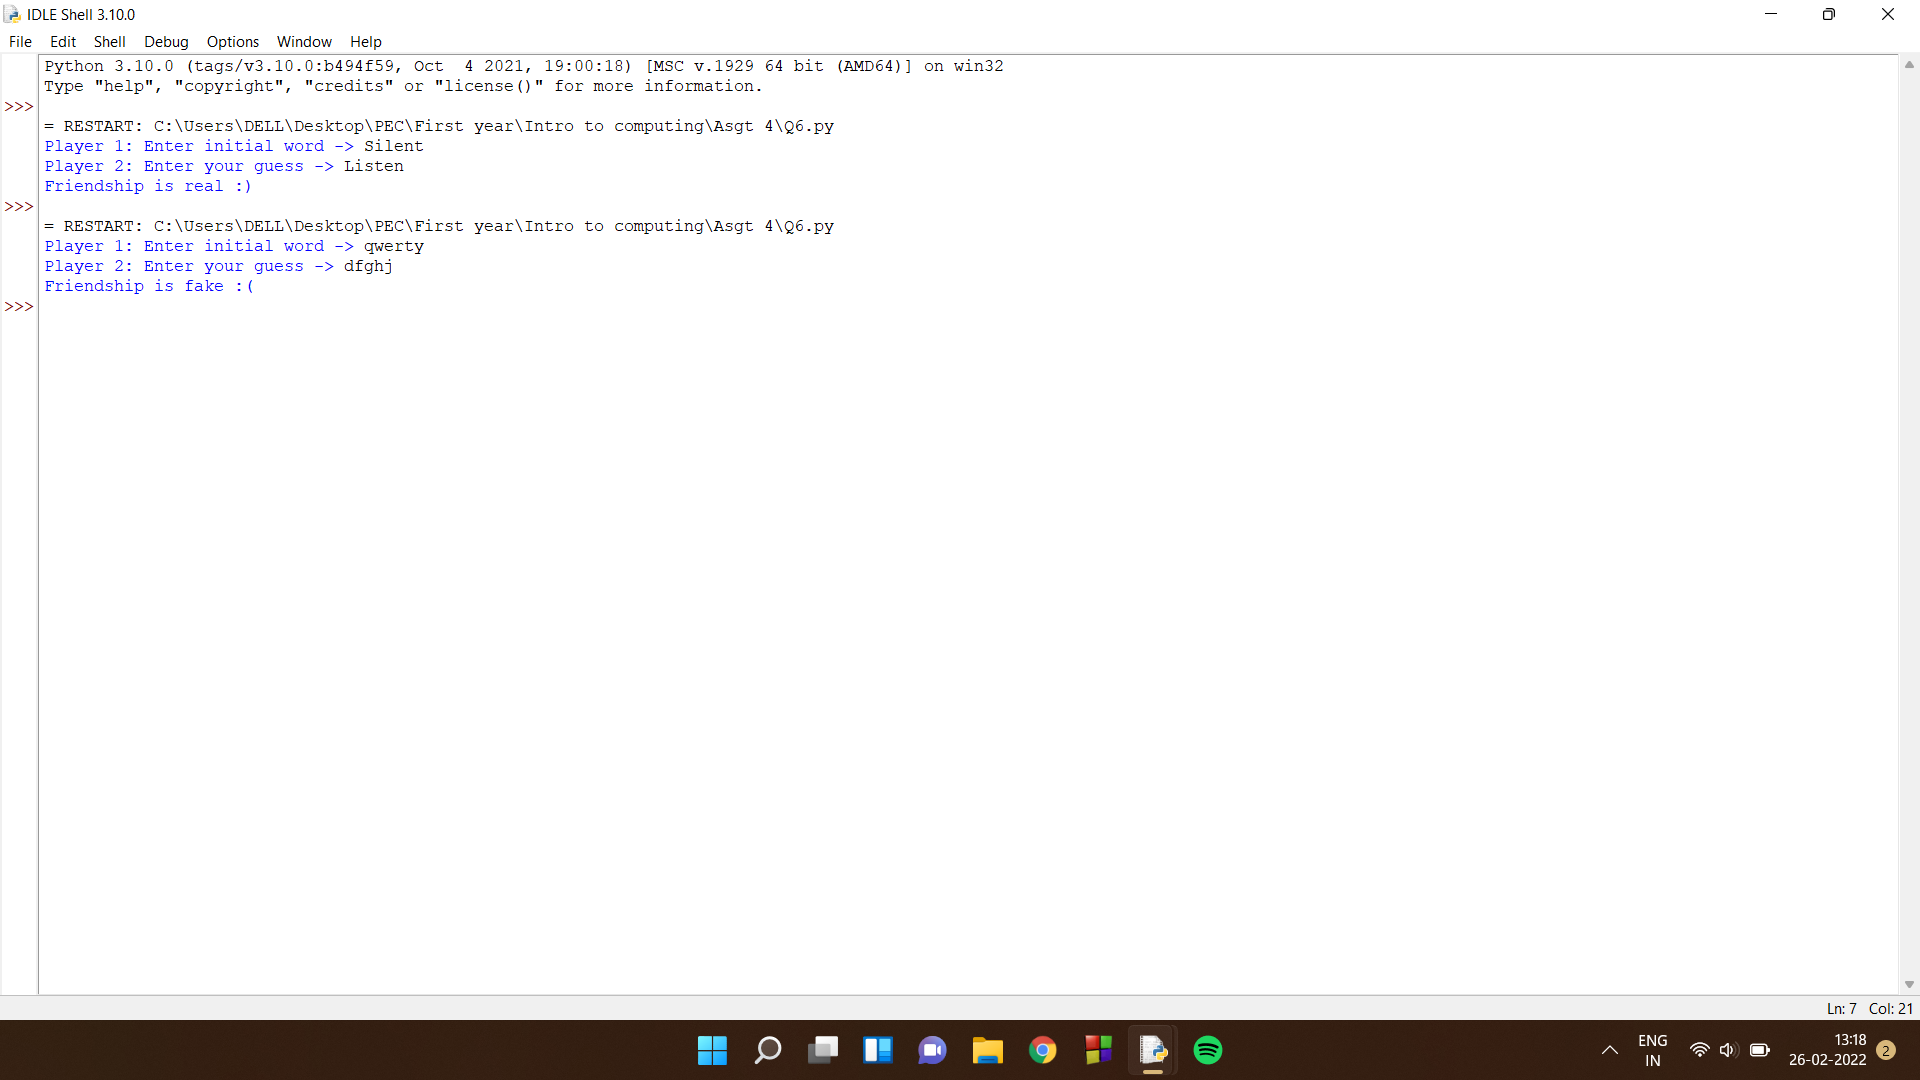 IDLE Shell 3.10.0
File Edit Shell Debug Options Window Help
Python 3.10.0 (tags/v3.10.0:b494f59, Oct  4 2021, 19:00:18) [MSC v.1929 64 bit (AMD64)] on win32
Type "help", "copyright", "credits" or "license()" for more information.
>>>
= RESTART: C:\Users\DELL\Desktop\PEC\First year\Intro to computing\Asgt 4\Q6.py
Player 1: Enter initial word -> Silent
Player 2: Enter your guess -> Listen
Friendship is real :)
>>>
= RESTART: C:\Users\DELL\Desktop\PEC\First year\Intro to computing\Asgt 4\Q6.py
Player 1: Enter initial word -> qwerty
Player 2: Enter your guess -> dfghj
Friendship is fake :(
>>>
Ln: 7 Col: 21
ENG
IN
13:18
26-02-2022
2